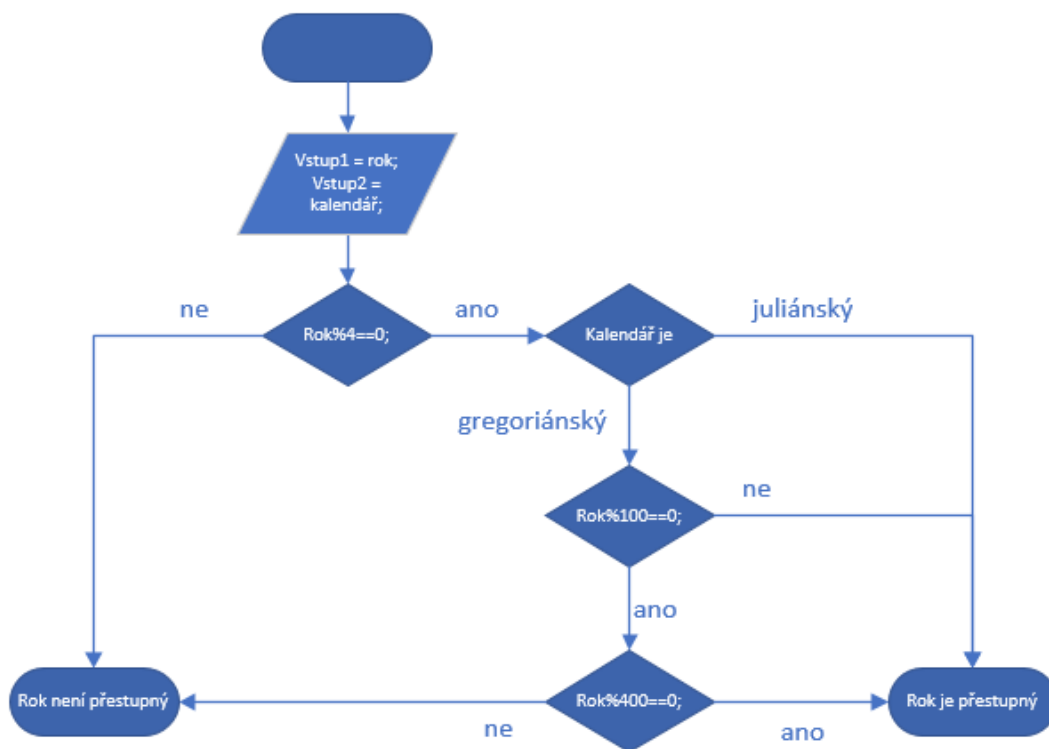 Vstup1 = rok;
Vstup2 =
kalendář;
ne
Rok%4==0;
ano
Kalendář je
juliánský
gregoriánský
Rok%100==0;
ne
ano
Rok není přestupný
ne
Rok%400==0;
ano
Rok je přestupný